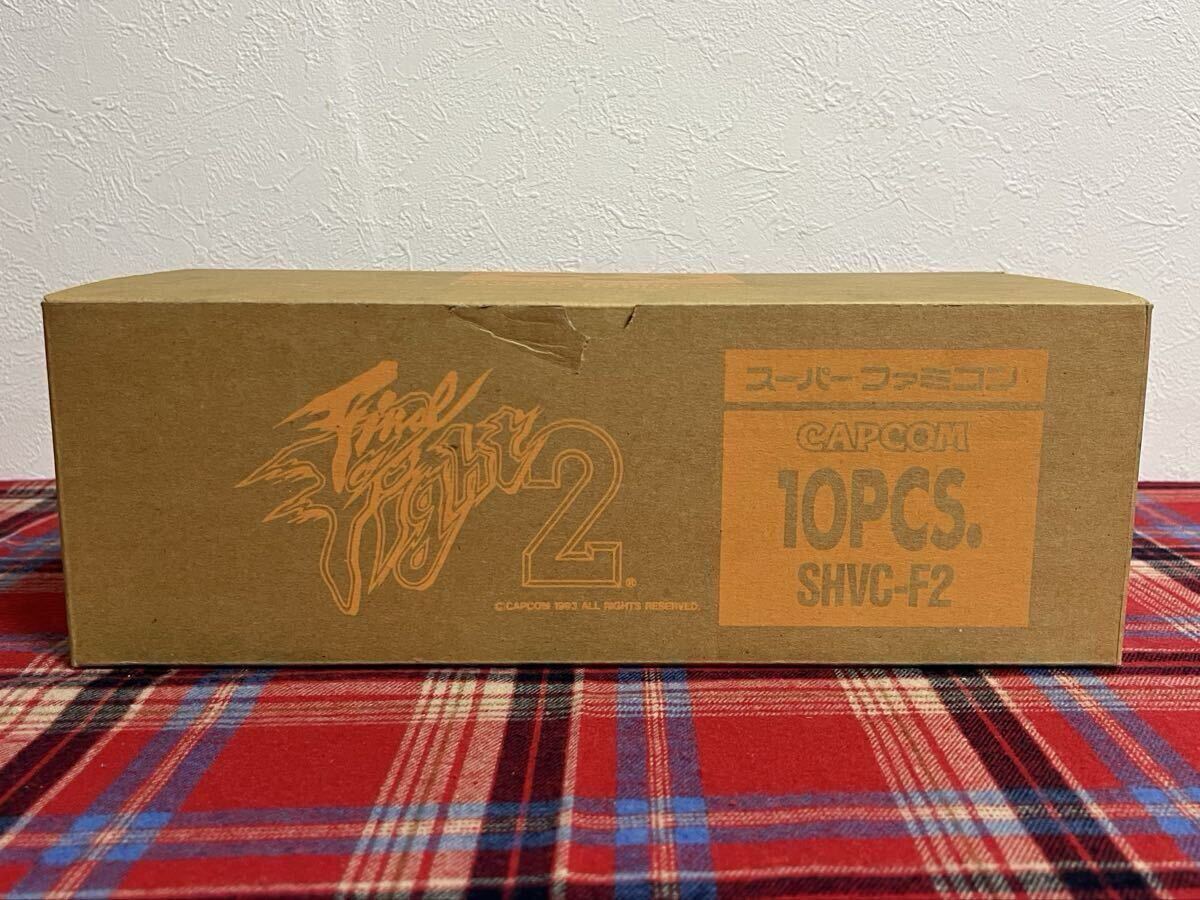 Final
Fight 2®
©CAPCOM 1993 ALL RIGHTS RESERVED.
スーパーファミコン
CAPCOM
10PCS.
SHVC-F2